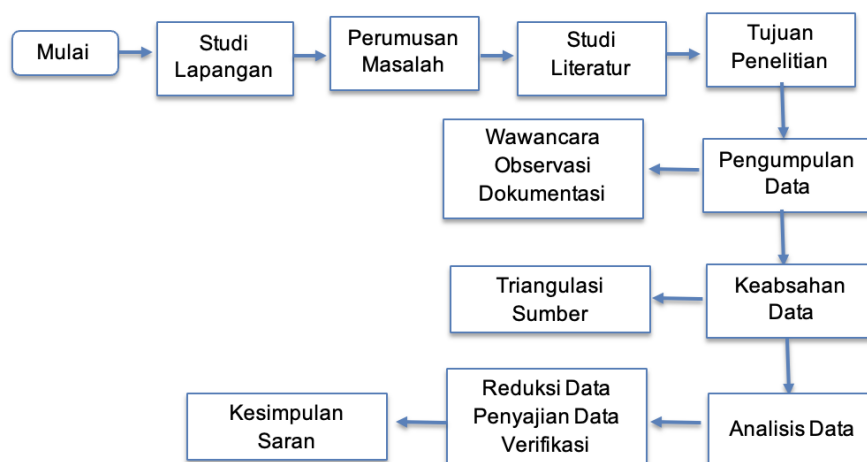 Mulai
Studi
Lapangan
Perumusan
Masalah
Studi
Literatur
Tujuan
Penelitian
Wawancara
Observasi
Dokumentasi
Pengumpulan
Data
Triangulasi
Sumber
Keabsahan
Data
Kesimpulan
Saran
Reduksi Data
Penyajian Data
Verifikasi
Analisis Data